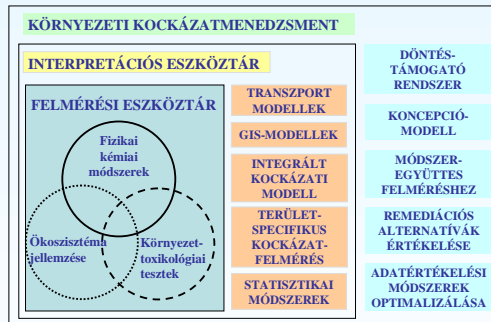 KÖRNYEZETI KOCKÁZATMENEDZSMENT
INTERPRETÁCIÓS ESZKÖZTÁR
FELMÉRÉSI ESZKÖZTÁR
Fizikai
kémiai
módszerek
Ökoszisztéma
jellemzése
Környezet-
toxikológiai
tesztek
TRANSZPORT
MODELLEK
GIS-MODELLEK
INTEGRÁLT
KOCKÁZATI
MODELL
TERÜLET-
SPECIFIKUS
KOCKÁZAT-
FELMÉRÉS
STATISZTIKAI
MÓDSZEREK
DÖNTÉS-
TÁMOGATÓ
RENDSZER
KONCEPCIÓ-
MODELL
MÓDSZER-
EGYÜTTES
FELMÉRÉSHEZ
REMEDIÁCIÓS
ALTERNATÍVÁK
ÉRTÉKELÉSE
ADATÉRTÉKELÉSI
MÓDSZEREK
OPTIMALIZÁLÁSA